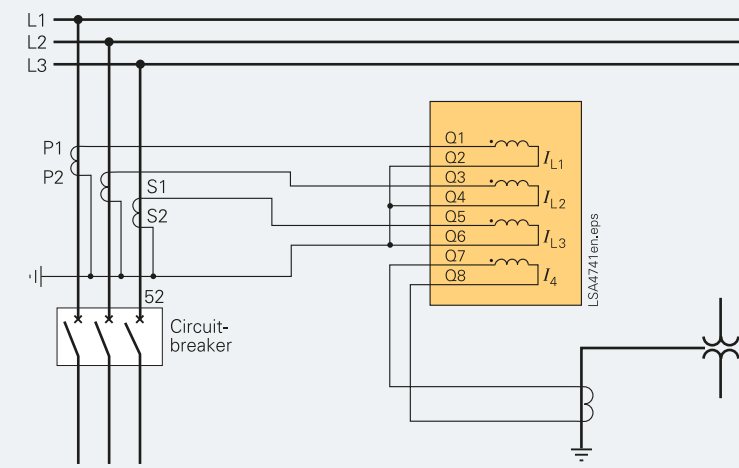 L1
L2
L3
P1
P2
S1
S2
Q1
Q2
Q3
Q4
Q5
Q6
Q7
Q8
IL1
IL2
IL3
I4
LSA4741en.eps
52
Circuit-
breaker